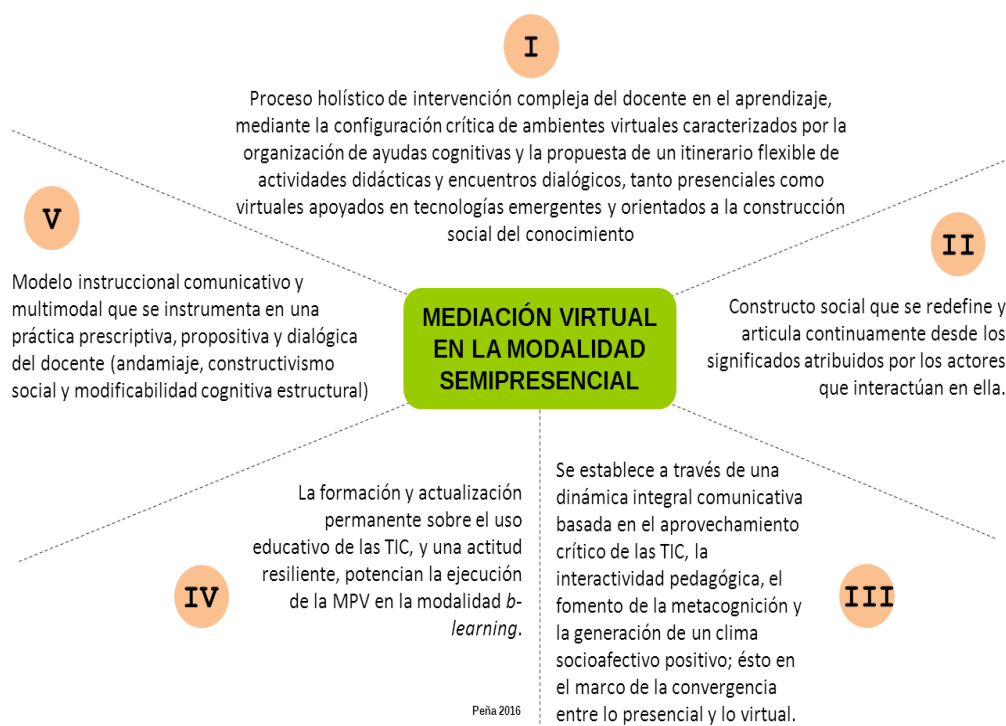 I
Proceso holístico de intervención compleja del docente en el aprendizaje,
mediante la configuración crítica de ambientes virtuales caracterizados por la
organización de ayudas cognitivas y la propuesta de un itinerario flexible de
actividades didácticas y encuentros dialógicos, tanto presenciales como
virtuales apoyados en tecnologías emergentes y orientados a la construcción
social del conocimiento
II
Constructo social que se redefine y
articula continuamente desde los
significados atribuidos por los actores
que interactúan en ella.
MEDIACIÓN VIRTUAL
EN LA MODALIDAD
SEMIPRESENCIAL
III
Se establece a través de una
dinámica integral comunicativa
basada en el aprovechamiento
crítico de las TIC, la
interactividad pedagógica, el
fomento de la metacognición y
la generación de un clima
socioafectivo positivo; ésto en
el marco de la convergencia
entre lo presencial y lo virtual.
IV
La formación y actualización
permanente sobre el uso
educativo de las TIC, y una actitud
resiliente, potencian la ejecución
de la MPV en la modalidad b-
learning.
V
Modelo instruccional comunicativo y
multimodal que se instrumenta en una
práctica prescriptiva, propositiva y dialógica
del docente (andamiaje, constructivismo
social y modificabilidad cognitiva estructural)
Peña 2016